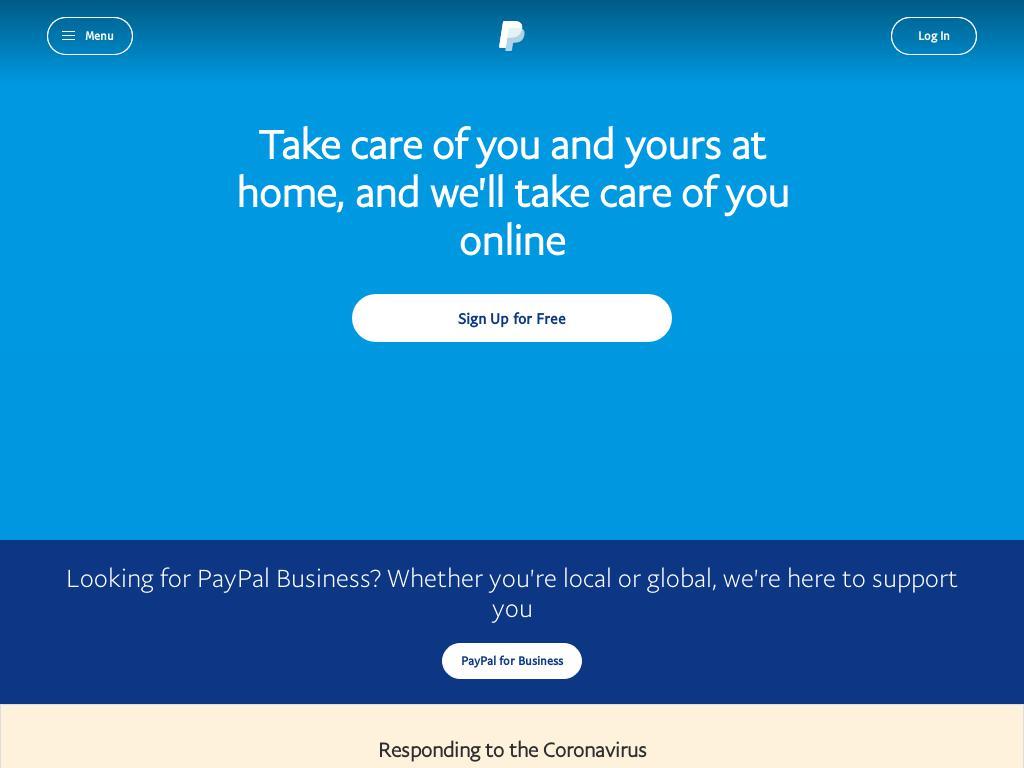 Menu
Log In
Take care of you and yours at
home, and we'll take care of you
online
Sign Up for Free
Looking for PayPal Business? Whether you're local or global, we're here to support
you
PayPal for Business
Responding to the Coronavirus